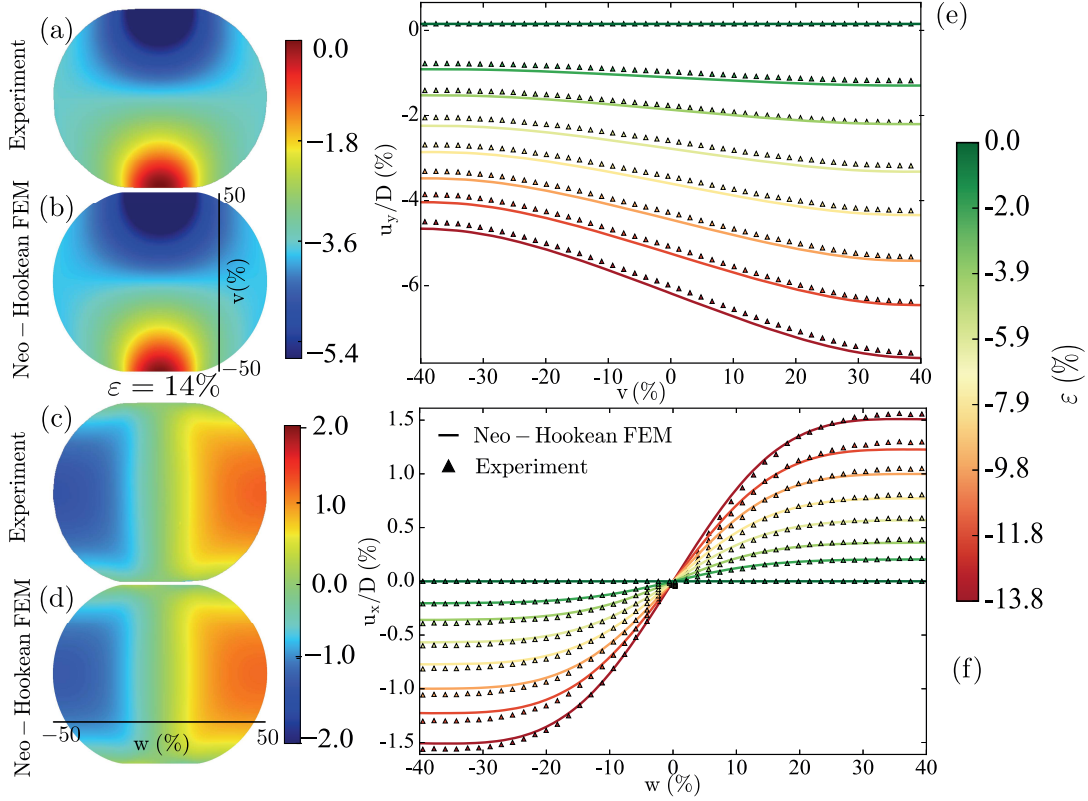 (a)
Experiment
0.0
−1.8
−3.6
−5.4
(b)
Neo − Hookean FEM
50
v(%)
−50
ε = 14%
(c)
Experiment
2.0
1.0
0.0
−1.0
−2.0
(d)
Neo − Hookean FEM
−50
w (%)
50
(e)
0
-2
-4
-6
u_y/D (%)
-40 -30 -20 -10 0 10 20 30 40
v (%)
1.5
1.0
0.5
0.0
-0.5
-1.0
-1.5
u_x/D (%)
Neo − Hookean FEM
Experiment
-40 -30 -20 -10 0 10 20 30 40
w (%)
(f)
0.0
-2.0
-3.9
-5.9
-7.9
-9.8
-11.8
-13.8
ε (%)